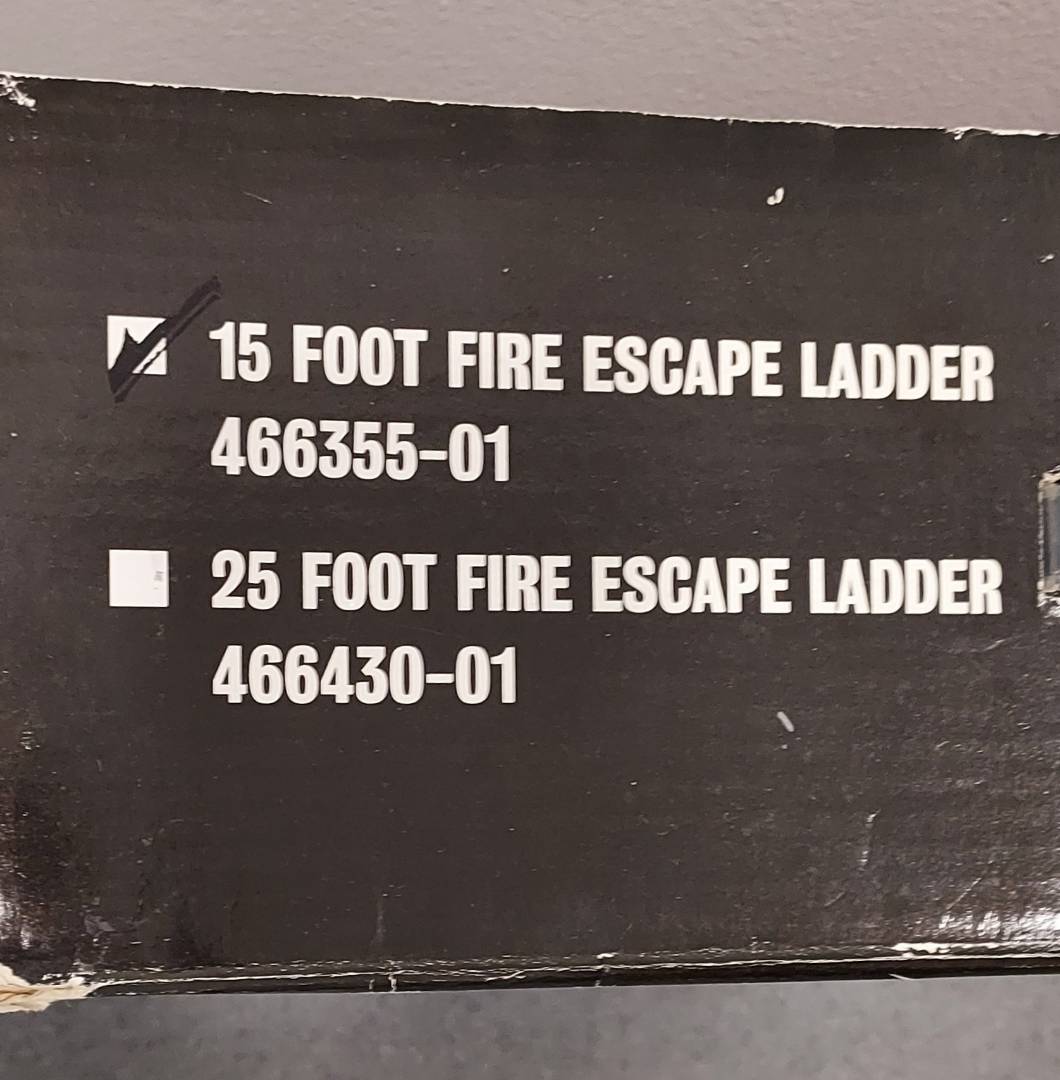 15 FOOT FIRE ESCAPE LADDER
466355-01
25 FOOT FIRE ESCAPE LADDER
466430-01